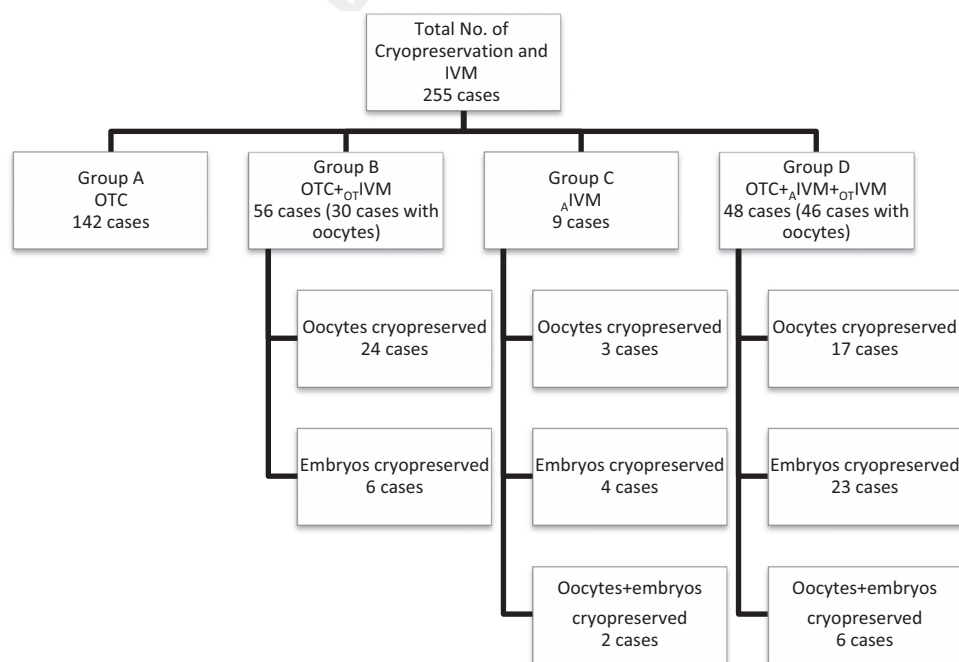 Total No. of
Cryopreservation and
IVM
255 cases
Group A
OTC
142 cases
Group B
OTC+OTIVM
56 cases (30 cases with
oocytes)
Group C
AIVM
9 cases
Group D
OTC+AIVM+OTIVM
48 cases (46 cases with
oocytes)
Oocytes cryopreserved
24 cases
Oocytes cryopreserved
3 cases
Oocytes cryopreserved
17 cases
Embryos cryopreserved
6 cases
Embryos cryopreserved
4 cases
Embryos cryopreserved
23 cases
Oocytes+embryos
cryopreserved
2 cases
Oocytes+embryos
cryopreserved
6 cases